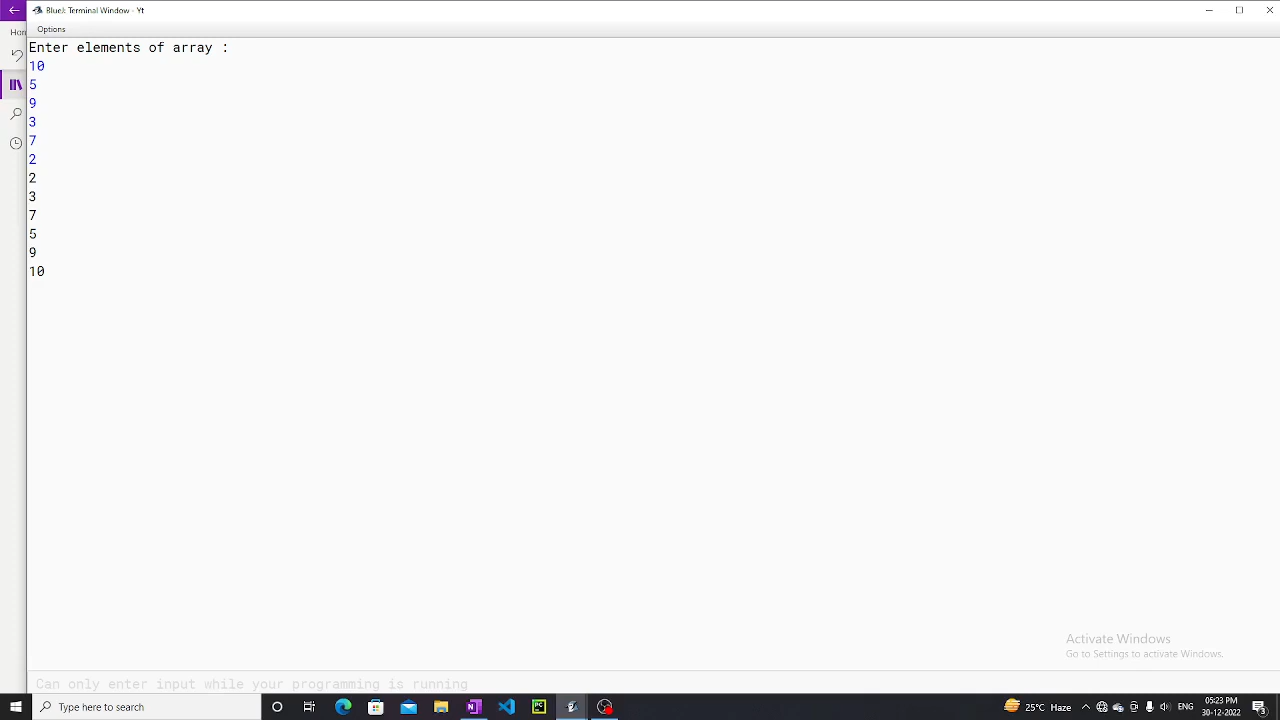 BlueJ: Terminal Window - Yt
Options
Enter elements of array :
10
5
9
3
7
2
2
3
7
5
9
10
Activate Windows
Go to Settings to activate Windows.
Can only enter input while your programming is running
Type here to search
25°C Haze
ENG
05:23 PM
30-12-2022